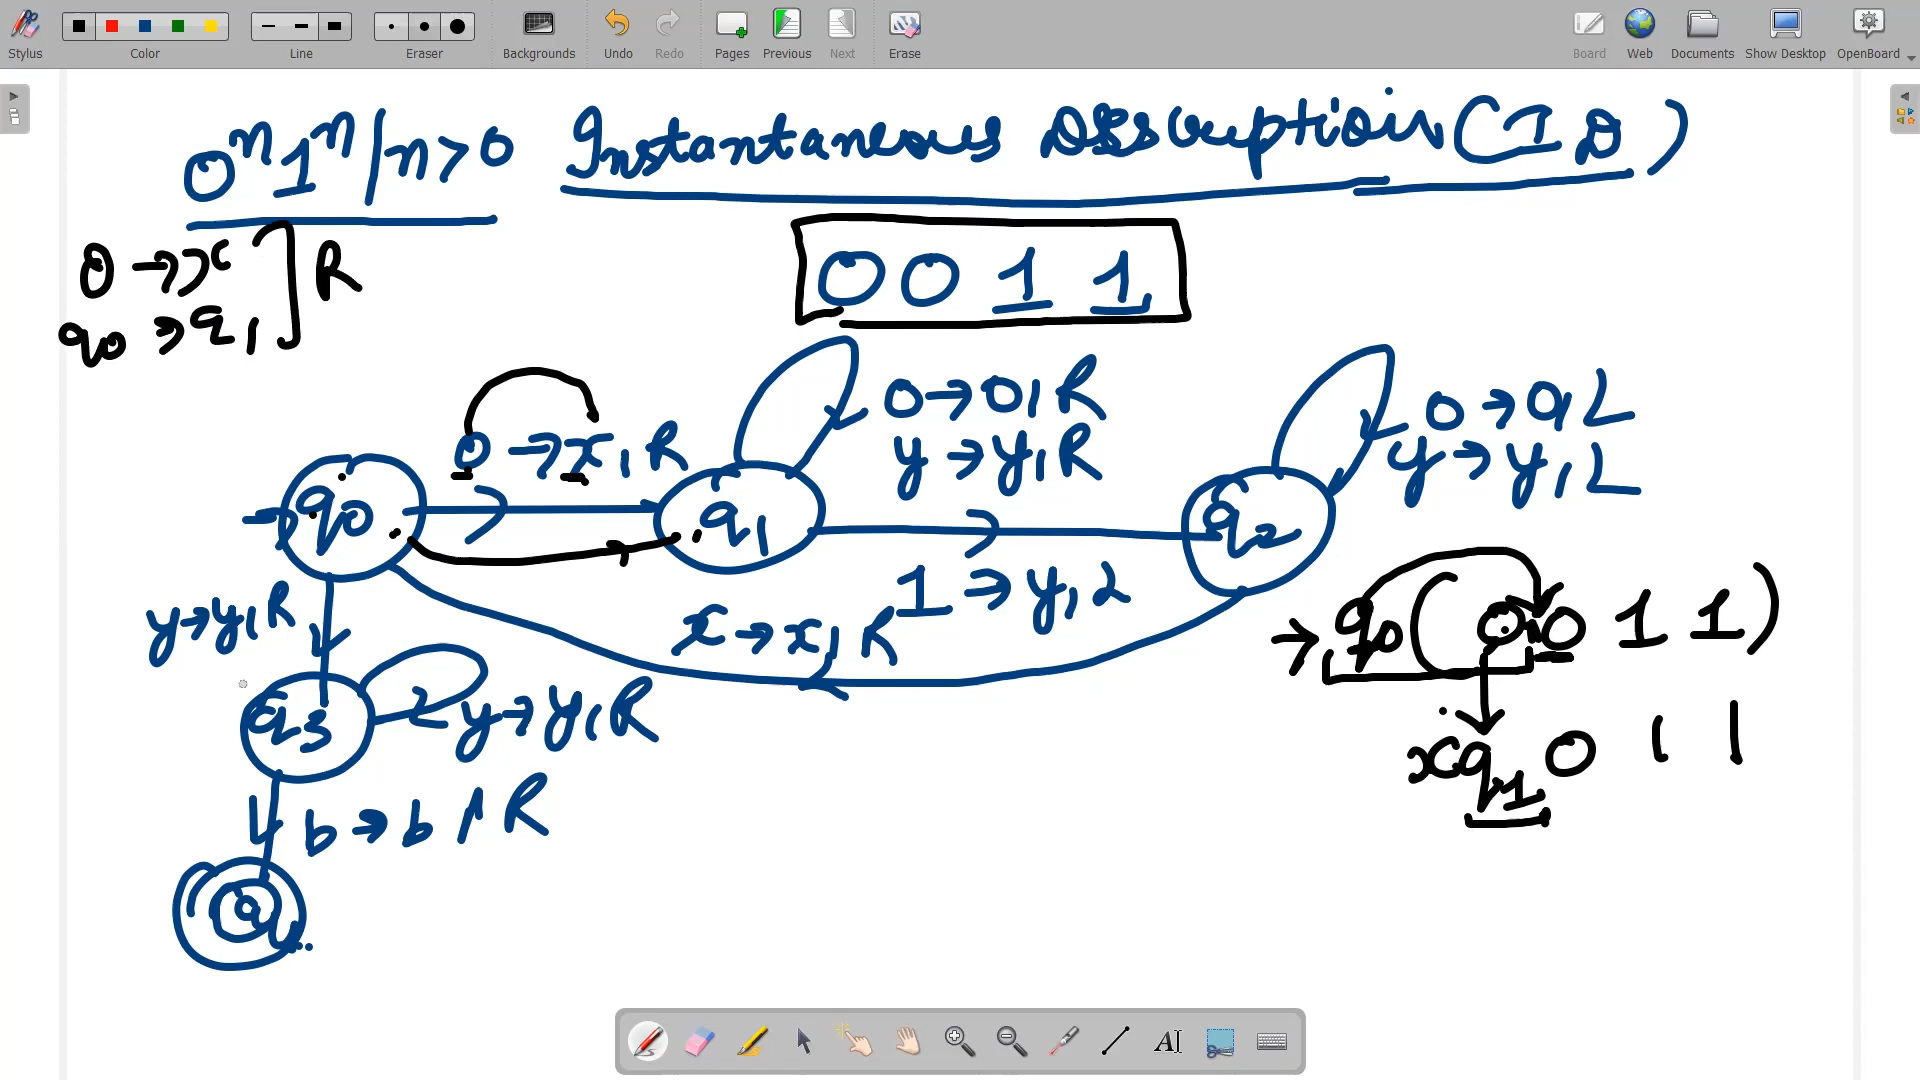 Stylus
Color
Line
Eraser
Backgrounds
Undo
Redo
Pages
Previous
Next
Erase
Board
Web
Documents
Show Desktop
OpenBoard
0ⁿ1ⁿ/n>0 Instantaneous Description (ID)
0→x
q0→q1 ] R
0 0 1 1
0→x, R
0→0, R
y→y, R
0→0, L
y→y, L
q0
q1
q2
1→y, L
y→y, R
x→x, R
→q0(0 0 1 1)
q3
y→y, R
xq1 0 1 1
b→b, R